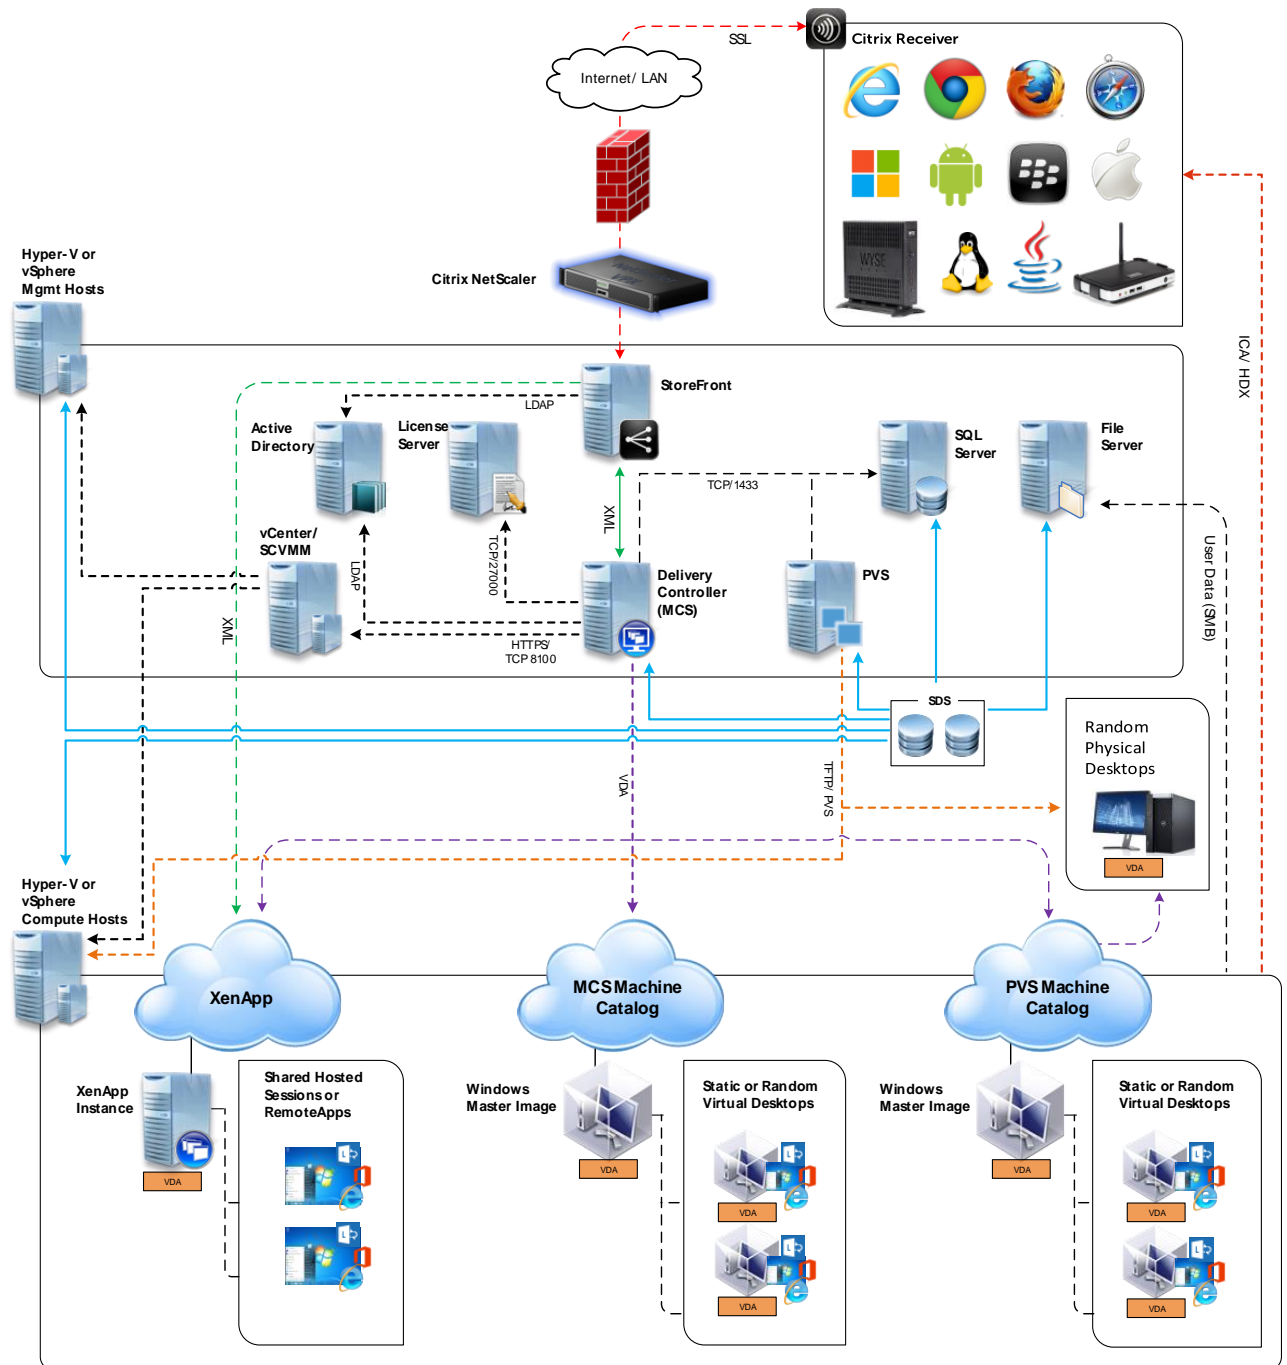 SSL
Citrix Receiver
Internet/ LAN
WYSE
Hyper-V or
vSphere
Mgmt Hosts
Citrix NetScaler
ICA/ HDX
StoreFront
LDAP
Active
Directory
License
Server
SQL
Server
File
Server
TCP/1433
XML
vCenter/
SCVMM
LDAP
TCP/27000
Delivery
Controller
(MCS)
PVS
User Data (SMB)
XML
HTTPS/
TCP 8100
SDS
Random
Physical
Desktops
VDA
TFTP/ PVS
VDA
Hyper-V or
vSphere
Compute Hosts
XenApp
MCS Machine
Catalog
PVS Machine
Catalog
XenApp
Instance
VDA
Shared Hosted
Sessions or
RemoteApps
Windows
Master Image
VDA
Static or Random
Virtual Desktops
VDA
VDA
Windows
Master Image
VDA
Static or Random
Virtual Desktops
VDA
VDA